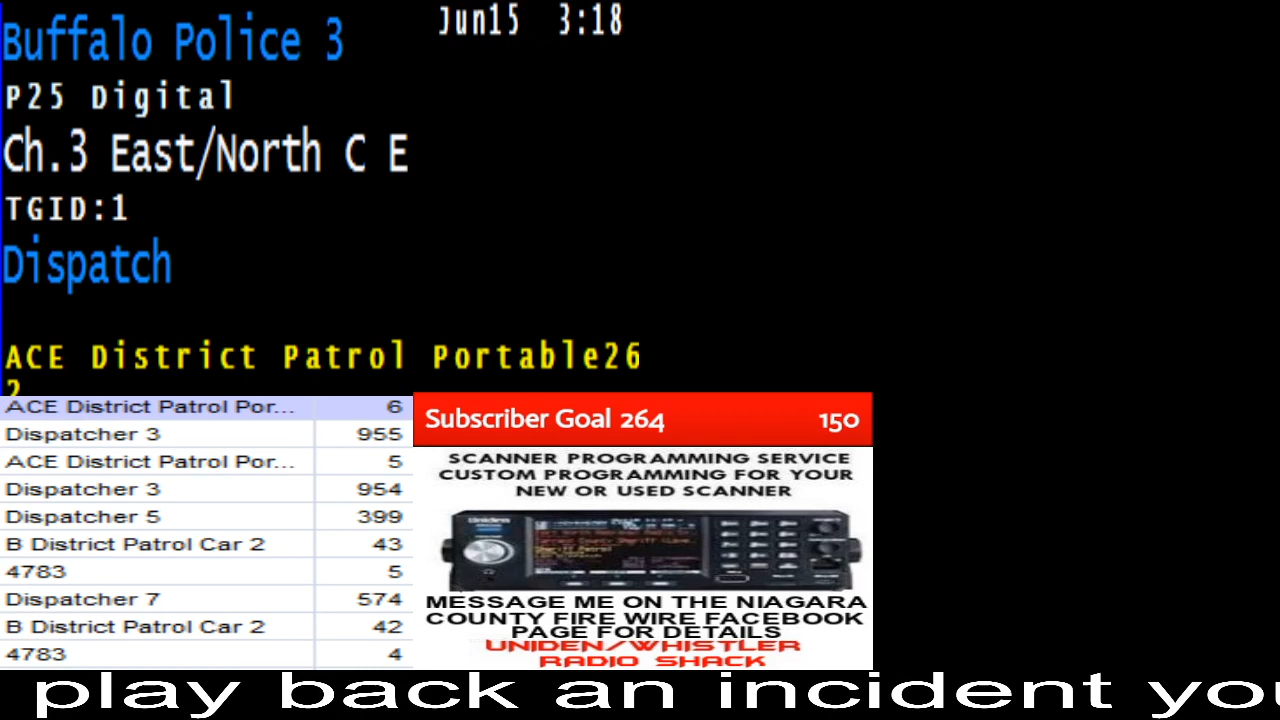 Buffalo Police 3
Jun15 3:18
P25 Digital
Ch.3 East/North C E
TGID:1
Dispatch
ACE District Patrol Portable26
2
ACE District Patrol Por... 6
Dispatcher 3 955
ACE District Patrol Por... 5
Dispatcher 3 954
Dispatcher 5 399
B District Patrol Car 2 43
4783 5
Dispatcher 7 574
B District Patrol Car 2 42
4783 4
Subscriber Goal 264 150
SCANNER PROGRAMMING SERVICE
CUSTOM PROGRAMMING FOR YOUR
NEW OR USED SCANNER
Uniden
MESSAGE ME ON THE NIAGARA
COUNTY FIRE WIRE FACEBOOK
PAGE FOR DETAILS
UNIDEN/WHISTLER
RADIO SHACK
play back an incident you